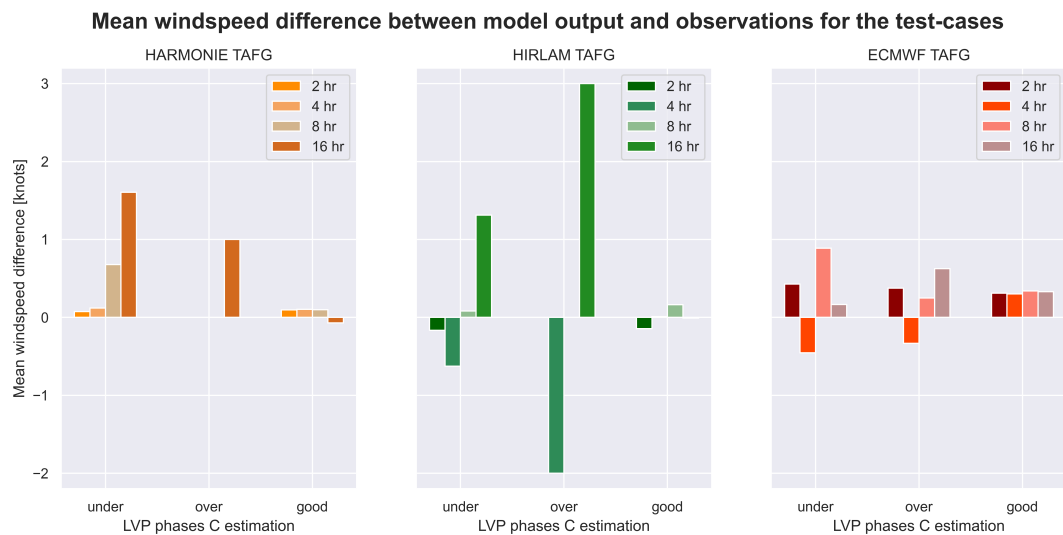 Mean windspeed difference between model output and observations for the test-cases
HARMONIE TAFG
HIRLAM TAFG
ECMWF TAFG
Mean windspeed difference [knots]
3
2
1
0
−1
−2
2 hr
4 hr
8 hr
16 hr
2 hr
4 hr
8 hr
16 hr
2 hr
4 hr
8 hr
16 hr
under over good
under over good
under over good
LVP phases C estimation
LVP phases C estimation
LVP phases C estimation